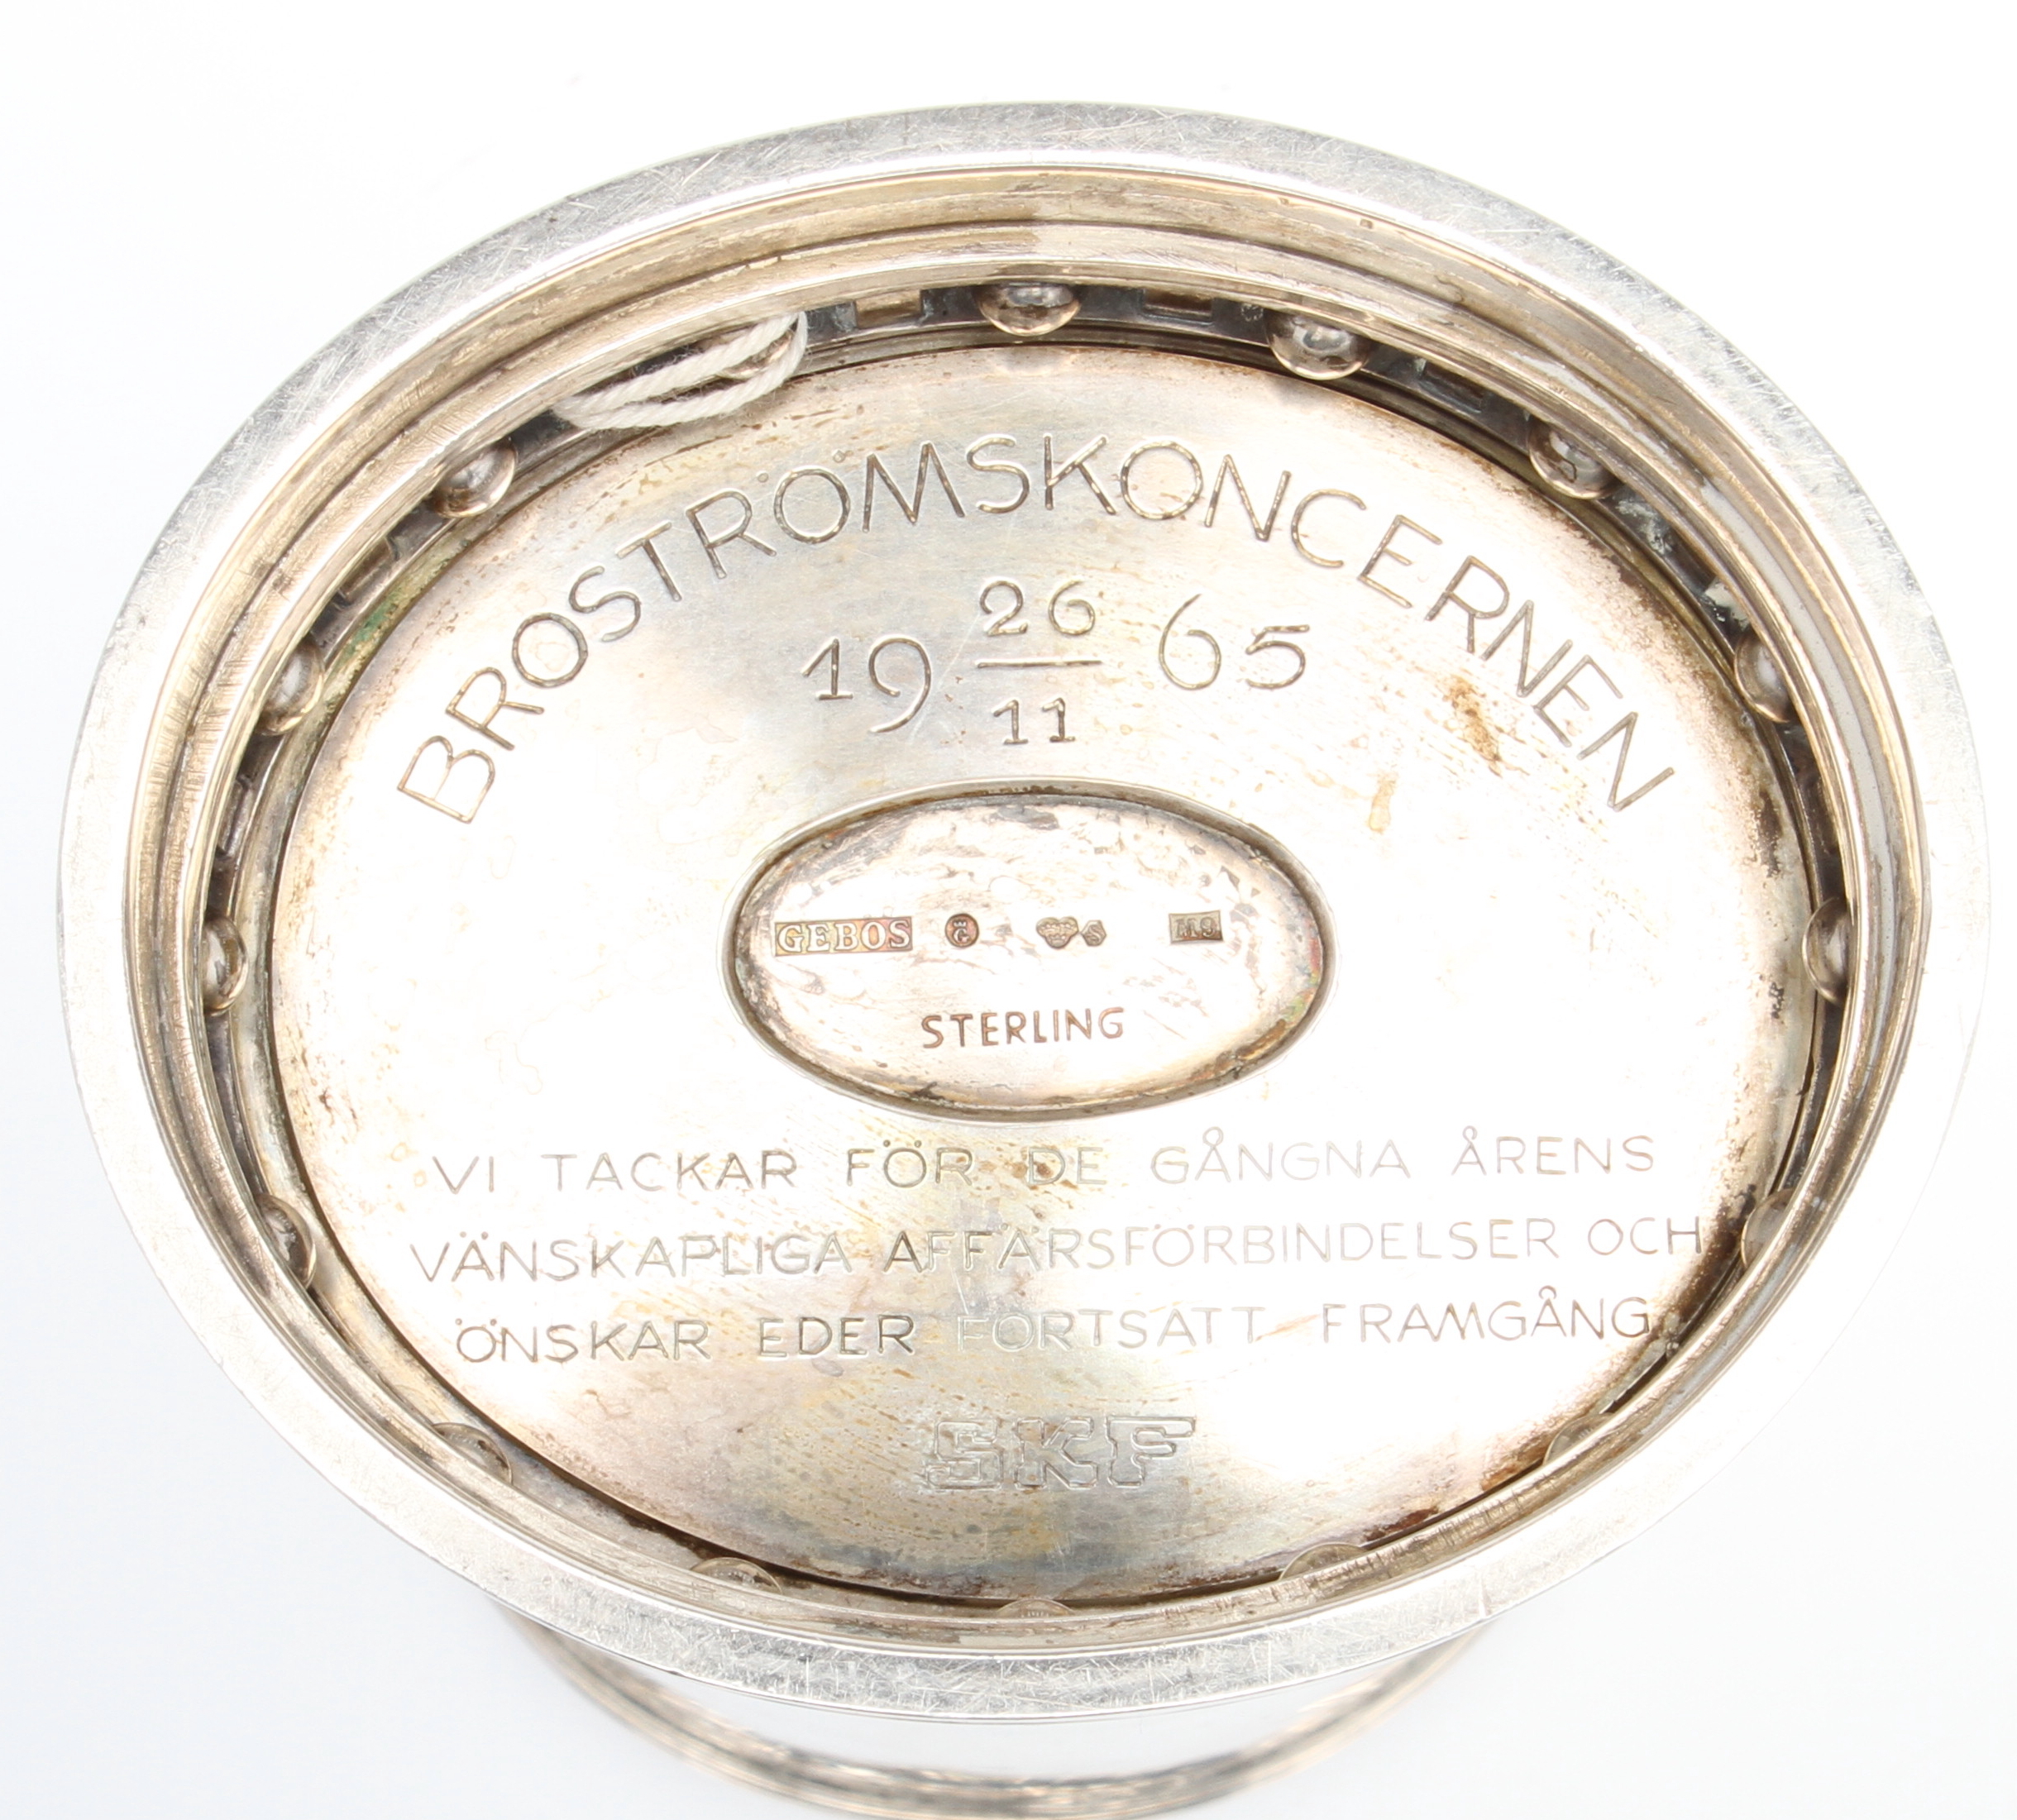 BROSTRÖMSKONCERNEN
19 26/11 65
GEBOS S M9
STERLING
VI TACKAR FÖR DE GÅNGNA ÅRENS
VÄNSKAPLIGA AFFÄRSFÖRBINDELSER OCH
ÖNSKAR EDER FORTSATT FRAMGÅNG
SKF